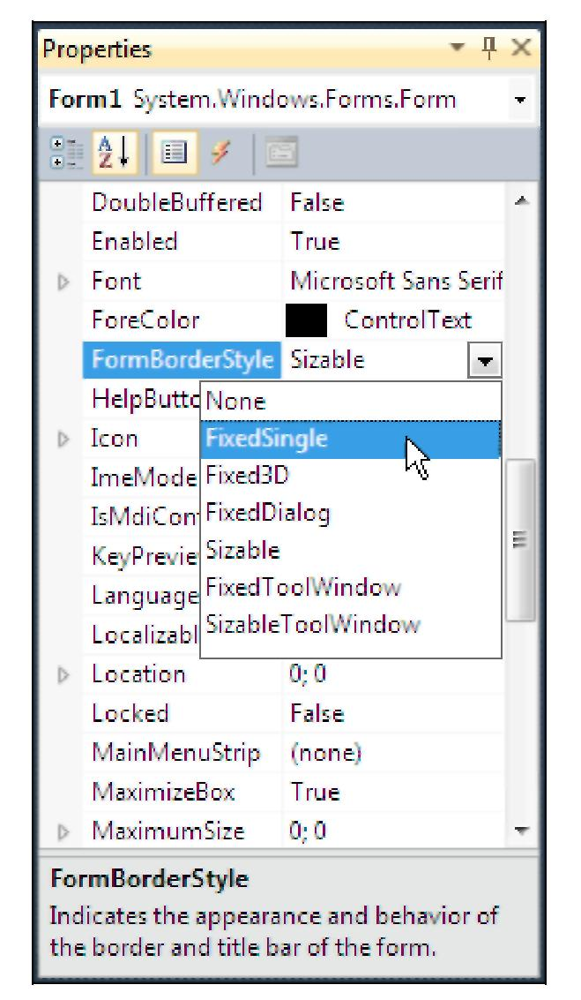 Properties
Form1 System.Windows.Forms.Form
A
Z
DoubleBuffered False
Enabled True
Font Microsoft Sans Serif
ForeColor ControlText
FormBorderStyle Sizable
HelpButto
None
Icon
FixedSingle
ImeMode
Fixed3D
IsMdiCon
FixedDialog
KeyPrevie
Sizable
Language
FixedToolWindow
Localizabl
SizableToolWindow
Location 0; 0
Locked False
MainMenuStrip (none)
MaximizeBox True
MaximumSize 0; 0
FormBorderStyle
Indicates the appearance and behavior of
the border and title bar of the form.